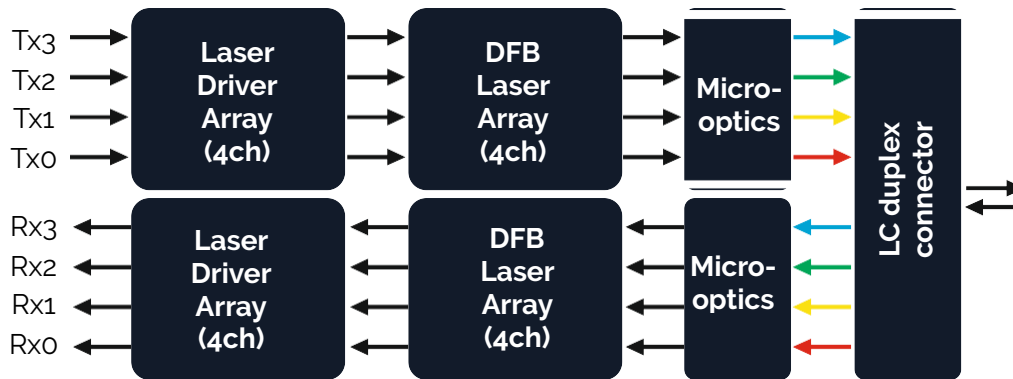 Tx3
Tx2
Tx1
Tx0
Laser
Driver
Array
(4ch)
DFB
Laser
Array
(4ch)
Micro-
optics
LC duplex
connector
Rx3
Rx2
Rx1
Rx0
Laser
Driver
Array
(4ch)
DFB
Laser
Array
(4ch)
Micro-
optics